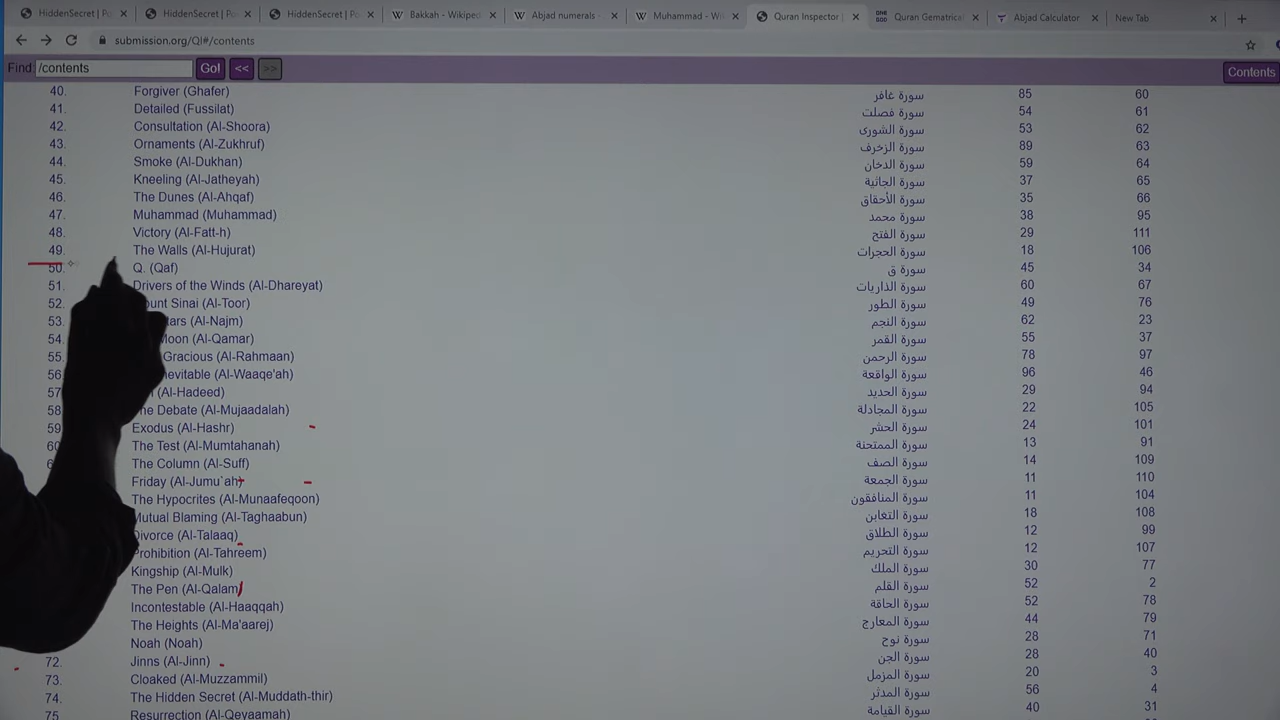 HiddenSecret | Po
HiddenSecret | Po
HiddenSecret | Po
Bakkah - Wikiped
Abjad numerals -
Muhammad - Wi
Quran Inspector |
Quran Gematrical
Abjad Calculator
New Tab
submission.org/QI#/contents
Find /contents Go! << >> Contents
40. Forgiver (Ghafer) سورة غافر 85 60
41. Detailed (Fussilat) سورة فصلت 54 61
42. Consultation (Al-Shoora) سورة الشورى 53 62
43. Ornaments (Al-Zukhruf) سورة الزخرف 89 63
44. Smoke (Al-Dukhan) سورة الدخان 59 64
45. Kneeling (Al-Jatheyah) سورة الجاثية 37 65
46. The Dunes (Al-Ahqaf) سورة الأحقاق 35 66
47. Muhammad (Muhammad) سورة محمد 38 95
48. Victory (Al-Fatt-h) سورة الفتح 29 111
49. The Walls (Al-Hujurat) سورة الحجرات 18 106
50. Q. (Qaf) سورة ق 45 34
51. Drivers of the Winds (Al-Dhareyat) سورة الذاريات 60 67
52. Mount Sinai (Al-Toor) سورة الطور 49 76
53. tars (Al-Najm) سورة النجم 62 23
54. Moon (Al-Qamar) سورة القمر 55 37
55. Gracious (Al-Rahmaan) سورة الرحمن 78 97
56. nevitable (Al-Waaqe'ah) سورة الواقعة 96 46
57. (Al-Hadeed) سورة الحديد 29 94
58. The Debate (Al-Mujaadalah) سورة المجادلة 22 105
59. Exodus (Al-Hashr) سورة الحشر 24 101
60 The Test (Al-Mumtahanah) سورة الممتحنة 13 91
The Column (Al-Suff) سورة الصف 14 109
Friday (Al-Jumu`ah) سورة الجمعة 11 110
The Hypocrites (Al-Munaafeqoon) سورة المنافقون 11 104
Mutual Blaming (Al-Taghaabun) سورة التغابن 18 108
Divorce (Al-Talaaq) سورة الطلاق 12 99
Prohibition (Al-Tahreem) سورة التحريم 12 107
Kingship (Al-Mulk) سورة الملك 30 77
The Pen (Al-Qalam) سورة القلم 52 2
Incontestable (Al-Haaqqah) سورة الحاقة 52 78
The Heights (Al-Ma'aarej) سورة المعارج 44 79
Noah (Noah) سورة نوح 28 71
72. Jinns (Al-Jinn) سورة الجن 28 40
73. Cloaked (Al-Muzzammil) سورة المزمل 20 3
74. The Hidden Secret (Al-Muddath-thir) سورة المدثر 56 4
75 Resurrection (Al-Qeyaamah) سورة القيامة 40 31